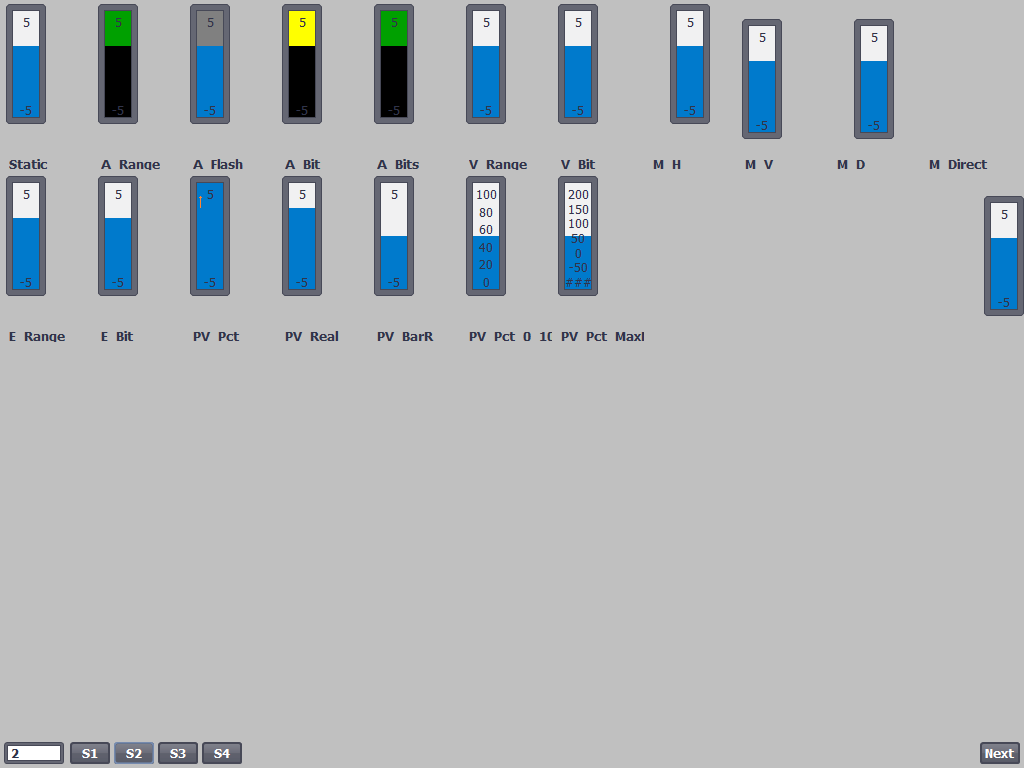 5 5 5 5 5 5 5 5 5 5
-5 -5 -5 -5 -5 -5 -5 -5 -5 -5
Static A Range A Flash A Bit A Bits V Range V Bit M H M V M D M Direct
5 5 5 5 5 100 200 5
80 150
60 100
40 50
20 0
-50
-5 -5 -5 -5 -5 0 ### -5
E Range E Bit PV Pct PV Real PV BarR PV Pct 0 10 PV Pct Max
2 S1 S2 S3 S4 Next